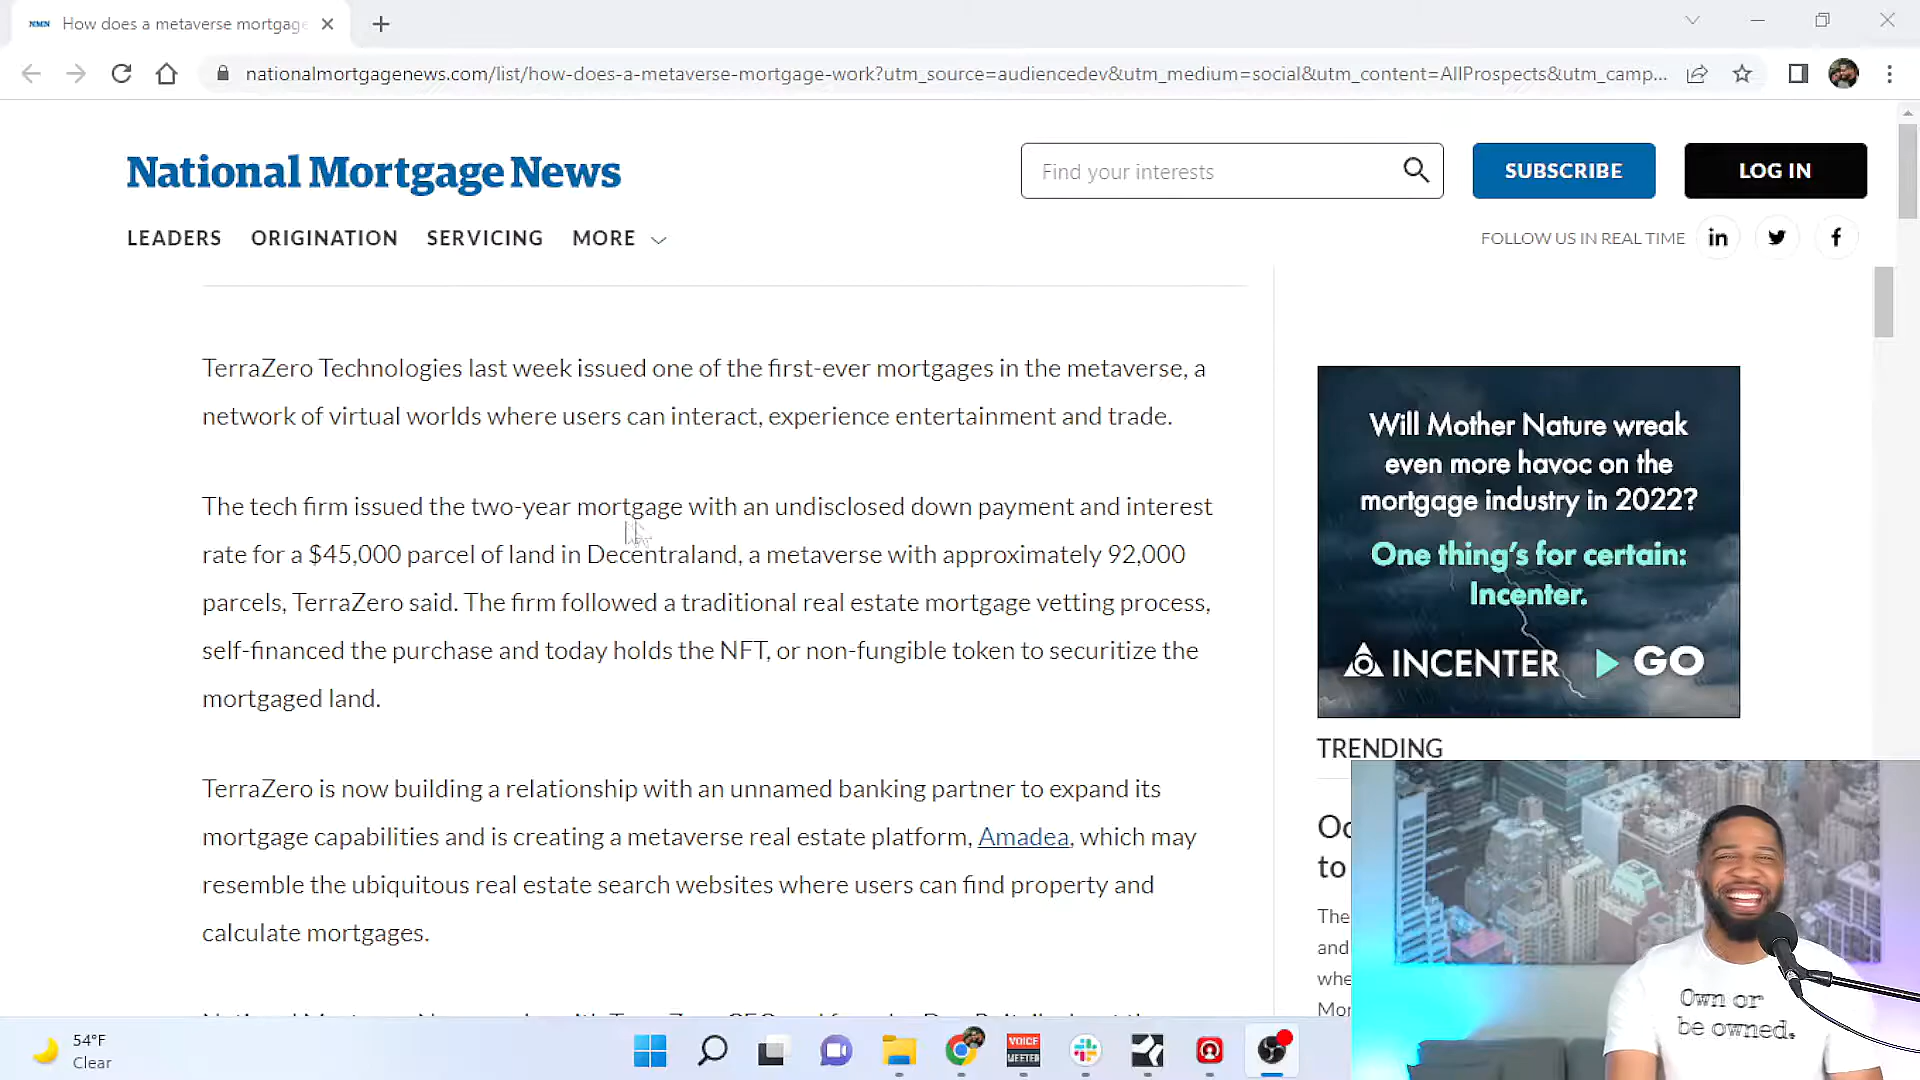 NMN How does a metaverse mortgage
nationalmortgagenews.com/list/how-does-a-metaverse-mortgage-work?utm_source=audiencedev&utm_medium=social&utm_content=AllProspects&utm_camp...
National Mortgage News
Find your interests
SUBSCRIBE
LOG IN
LEADERS ORIGINATION SERVICING MORE
FOLLOW US IN REAL TIME
TerraZero Technologies last week issued one of the first-ever mortgages in the metaverse, a
network of virtual worlds where users can interact, experience entertainment and trade.
The tech firm issued the two-year mortgage with an undisclosed down payment and interest
rate for a $45,000 parcel of land in Decentraland, a metaverse with approximately 92,000
parcels, TerraZero said. The firm followed a traditional real estate mortgage vetting process,
self-financed the purchase and today holds the NFT, or non-fungible token to securitize the
mortgaged land.
TerraZero is now building a relationship with an unnamed banking partner to expand its
mortgage capabilities and is creating a metaverse real estate platform, Amadea, which may
resemble the ubiquitous real estate search websites where users can find property and
calculate mortgages.
Will Mother Nature wreak
even more havoc on the
mortgage industry in 2022?
One thing's for certain:
Incenter.
INCENTER GO
TRENDING
to
The
and
Own or
be owned.
54°F
Clear
VOICE
MEETER